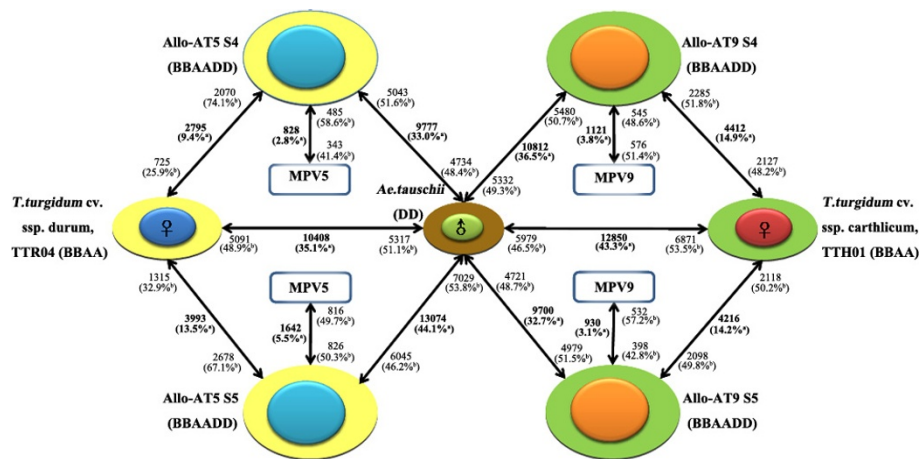 Allo-AT5 S4
(BBAADD)
Allo-AT9 S4
(BBAADD)
2070
(74.1%ᵇ)
2795
(9.4%ᵃ)
725
(25.9%ᵇ)
485
(58.6%ᵇ)
828
(2.8%ᵃ)
343
(41.4%ᵇ)
MPV5
5043
(51.6%ᵇ)
9777
(33.0%ᵃ)
4734
(48.4%ᵇ)
5480
(50.7%ᵇ)
10812
(36.5%ᵃ)
5332
(49.3%ᵇ)
545
(48.6%ᵇ)
1121
(3.8%ᵃ)
576
(51.4%ᵇ)
MPV9
2285
(51.8%ᵇ)
4412
(14.9%ᵃ)
2127
(48.2%ᵇ)
T.turgidum cv.
ssp. durum,
TTR04 (BBAA)
♀
5091
(48.9%ᵇ)
10408
(35.1%ᵃ)
5317
(51.1%ᵇ)
Ae.tauschii
(DD)
♂
5979
(46.5%ᵇ)
12850
(43.3%ᵃ)
6871
(53.5%ᵇ)
♀
T.turgidum cv.
ssp. carthlicum,
TTH01 (BBAA)
1315
(32.9%ᵇ)
3993
(13.5%ᵃ)
2678
(67.1%ᵇ)
MPV5
816
(49.7%ᵇ)
1642
(5.5%ᵃ)
826
(50.3%ᵇ)
7029
(53.8%ᵇ)
13074
(44.1%ᵃ)
6045
(46.2%ᵇ)
4721
(48.7%ᵇ)
9700
(32.7%ᵃ)
4979
(51.5%ᵇ)
MPV9
532
(57.2%ᵇ)
930
(3.1%ᵃ)
398
(42.8%ᵇ)
2118
(50.2%ᵇ)
4216
(14.2%ᵃ)
2098
(49.8%ᵇ)
Allo-AT5 S5
(BBAADD)
Allo-AT9 S5
(BBAADD)